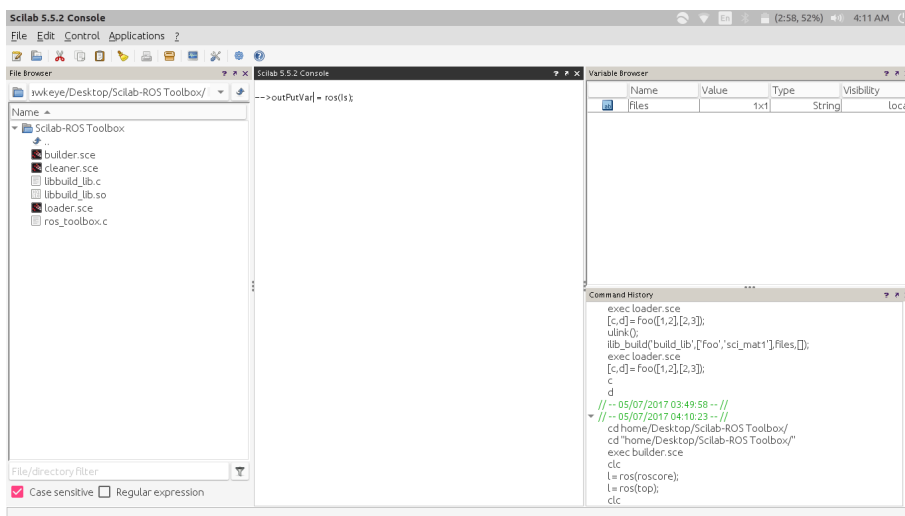 Scilab 5.5.2 Console
En
(2:58, 52%)
4:11 AM
File Edit Control Applications ?
File Browser
? ↗ X
Scilab 5.5.2 Console
? ↗ X
Variable Browser
? ↗
wkeye/Desktop/Scilab-ROS Toolbox/
Name
Scilab-ROS Toolbox
..
builder.sce
cleaner.sce
libbuild_lib.c
libbuild_lib.so
loader.sce
ros_toolbox.c
File/directory filter
Case sensitive
Regular expression
-->outPutVar = ros(ls);
Name Value Type Visibility
files 1x1 String loca
Command History
? ↗
exec loader.sce
[c,d] = foo([1,2],[2,3]);
ulink();
ilib_build('build_lib',['foo','sci_mat1'],files,[]);
exec loader.sce
[c,d] = foo([1,2],[2,3]);
c
d
// -- 05/07/2017 03:49:58 -- //
// -- 05/07/2017 04:10:23 -- //
cd home/Desktop/Scilab-ROS Toolbox/
cd "home/Desktop/Scilab-ROS Toolbox/"
exec builder.sce
clc
l = ros(roscore);
l = ros(top);
clc